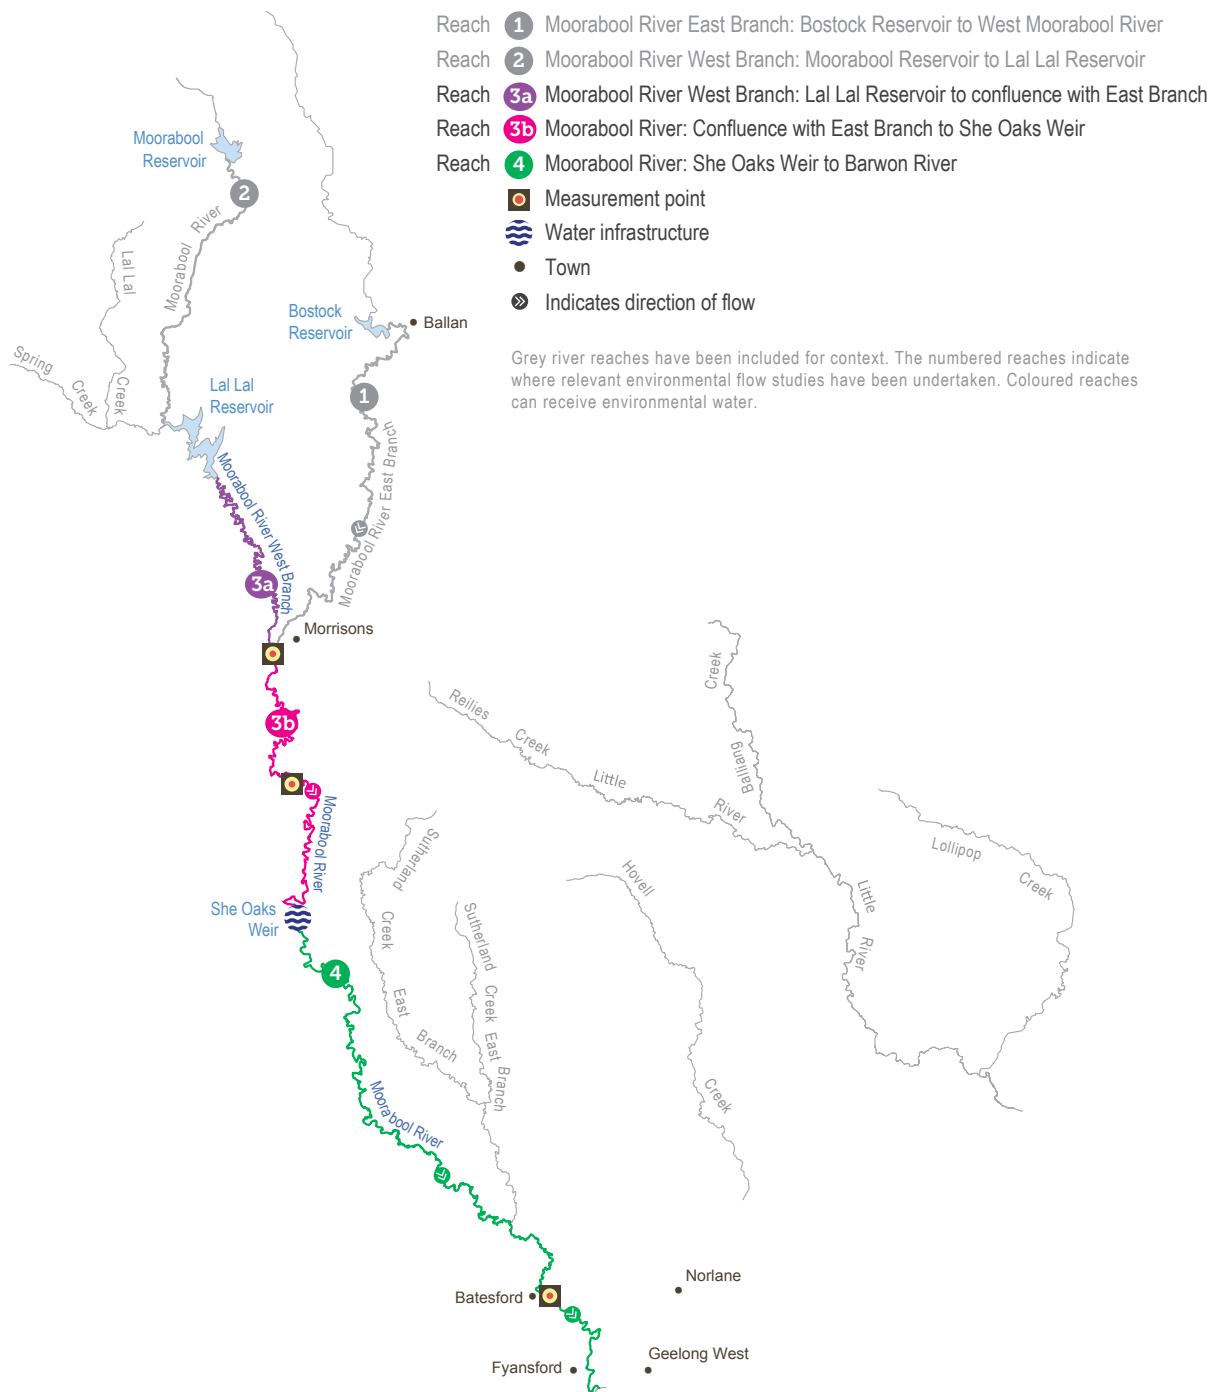 Reach 1 Moorabool River East Branch: Bostock Reservoir to West Moorabool River
Reach 2 Moorabool River West Branch: Moorabool Reservoir to Lal Lal Reservoir
Reach 3a Moorabool River West Branch: Lal Lal Reservoir to confluence with East Branch
Reach 3b Moorabool River: Confluence with East Branch to She Oaks Weir
Reach 4 Moorabool River: She Oaks Weir to Barwon River
Measurement point
Water infrastructure
Town
Indicates direction of flow
Grey river reaches have been included for context. The numbered reaches indicate
where relevant environmental flow studies have been undertaken. Coloured reaches
can receive environmental water.
Moorabool
Reservoir
2
Moorabool River
Lal Lal
Creek
Spring
Creek
Bostock
Reservoir
Ballan
Lal Lal
Reservoir
1
Moorabool River East Branch
Moorabool River West Branch
3a
Morrisons
3b
Moorabool River
Reilies
Creek
Little
River
Creek
Balliang
Little
River
Lollipop
Creek
Sutherland
Creek
East
Branch
Sutherland
Creek East
Branch
Hovell
Creek
She Oaks
Weir
4
Moorabool River
Batesford
Norlane
Fyansford
Geelong West